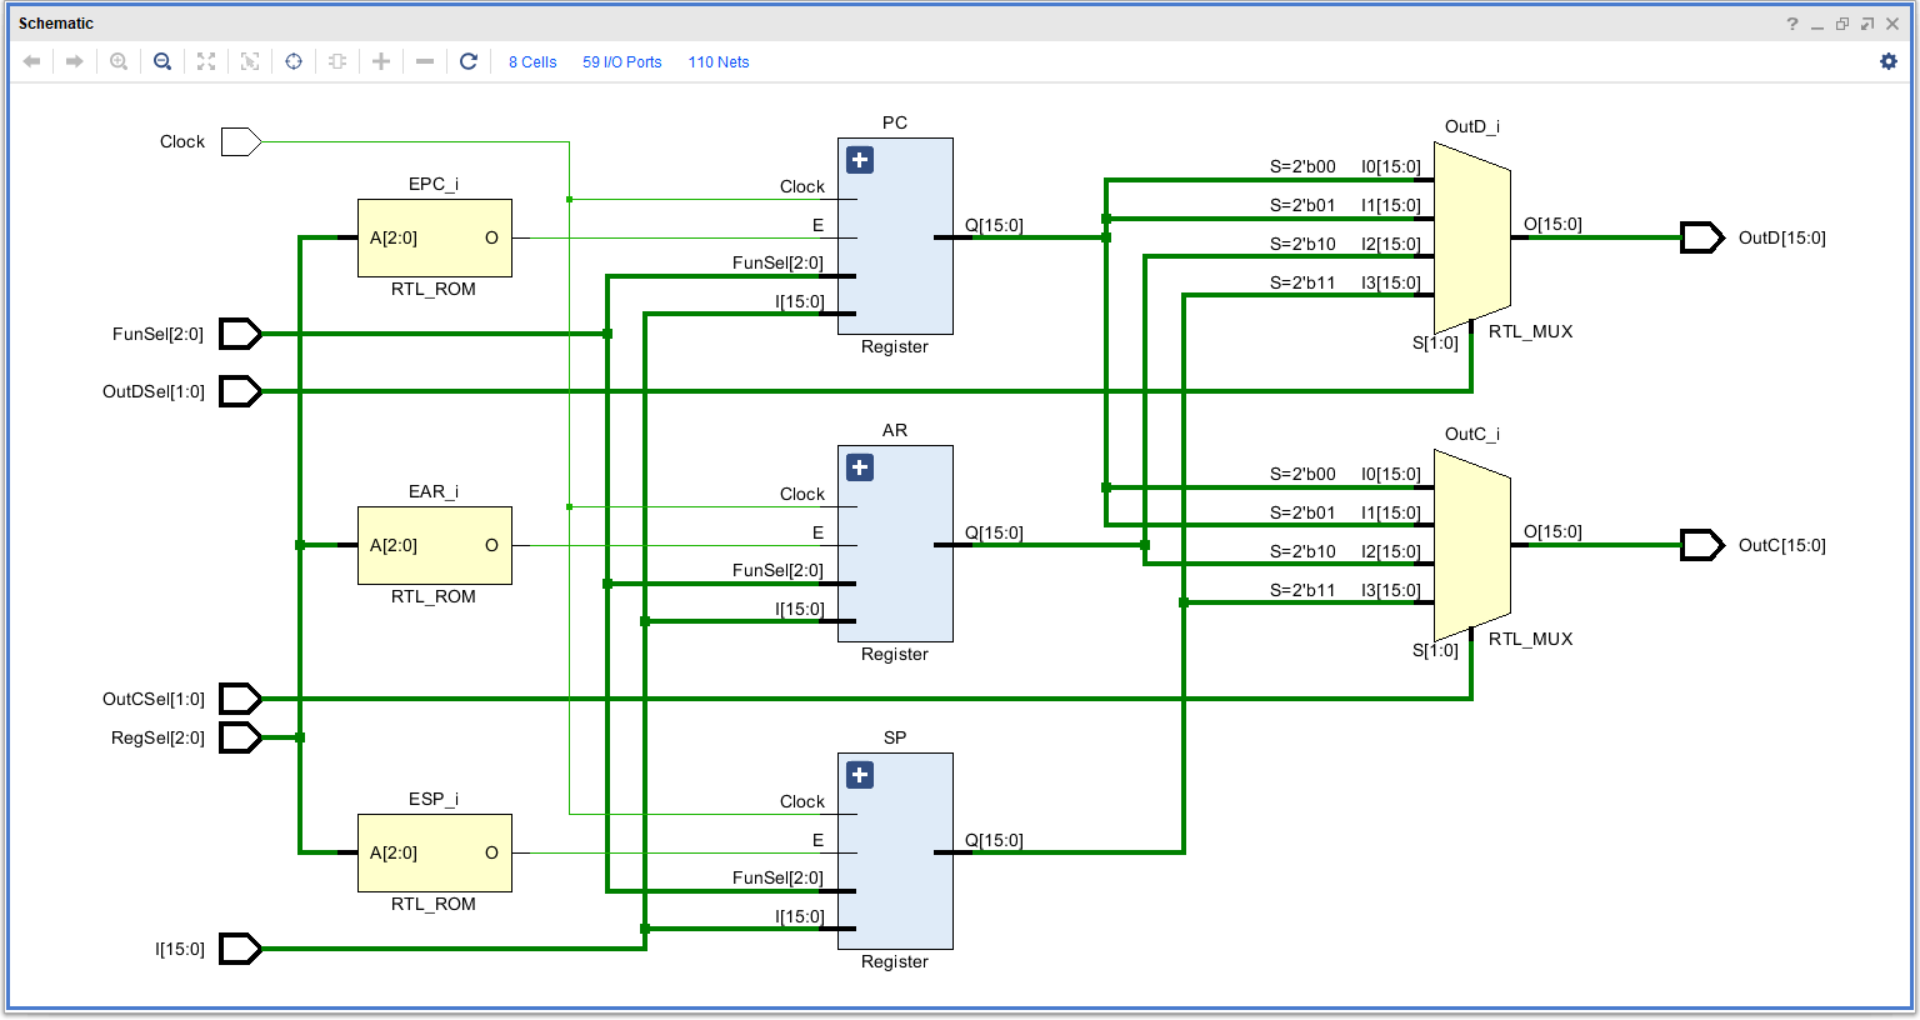 Schematic
?
8 Cells 59 I/O Ports 110 Nets
Clock
EPC_i
A[2:0] O
RTL_ROM
FunSel[2:0]
OutDSel[1:0]
EAR_i
A[2:0] O
RTL_ROM
OutCSel[1:0]
RegSel[2:0]
ESP_i
A[2:0] O
RTL_ROM
I[15:0]
PC
Clock
E
FunSel[2:0]
I[15:0]
Q[15:0]
Register
AR
Clock
E
FunSel[2:0]
I[15:0]
Q[15:0]
Register
SP
Clock
E
FunSel[2:0]
I[15:0]
Q[15:0]
Register
OutD_i
S=2'b00 I0[15:0]
S=2'b01 I1[15:0]
S=2'b10 I2[15:0]
S=2'b11 I3[15:0]
S[1:0]
O[15:0]
RTL_MUX
OutD[15:0]
OutC_i
S=2'b00 I0[15:0]
S=2'b01 I1[15:0]
S=2'b10 I2[15:0]
S=2'b11 I3[15:0]
S[1:0]
O[15:0]
RTL_MUX
OutC[15:0]